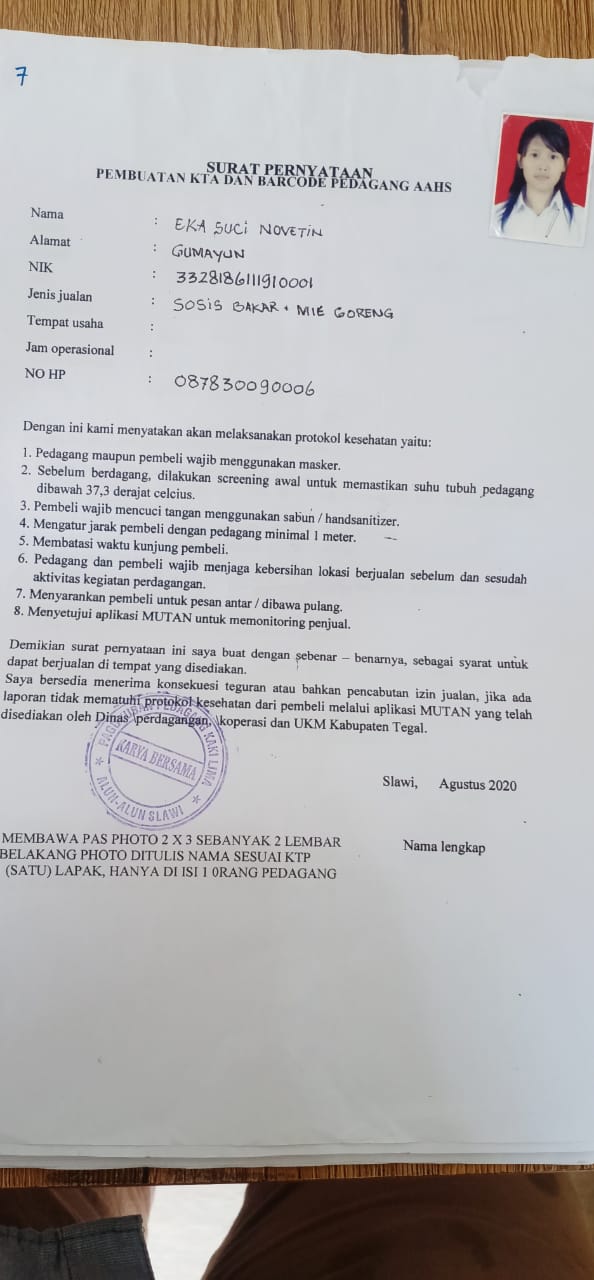 7
SURAT PERNYATAAN
PEMBUATAN KTA DAN BARCODE PEDAGANG AAHS
Nama : EKA SUCI NOVETIN
Alamat : GUMAYUN
NIK : 3328186111910001
Jenis jualan : SOSIS BAKAR + MIE GORENG
Tempat usaha :
Jam operasional :
NO HP : 087830090006
Dengan ini kami menyatakan akan melaksanakan protokol kesehatan yaitu:
1. Pedagang maupun pembeli wajib menggunakan masker.
2. Sebelum berdagang, dilakukan screening awal untuk memastikan suhu tubuh pedagang
dibawah 37,3 derajat celcius.
3. Pembeli wajib mencuci tangan menggunakan sabun / handsanitizer.
4. Mengatur jarak pembeli dengan pedagang minimal 1 meter.
5. Membatasi waktu kunjung pembeli.
6. Pedagang dan pembeli wajib menjaga kebersihan lokasi berjualan sebelum dan sesudah
aktivitas kegiatan perdagangan.
7. Menyarankan pembeli untuk pesan antar / dibawa pulang.
8. Menyetujui aplikasi MUTAN untuk memonitoring penjual.
Demikian surat pernyataan ini saya buat dengan sebenar – benarnya, sebagai syarat untuk
dapat berjualan di tempat yang disediakan.
Saya bersedia menerima konsekuesi teguran atau bahkan pencabutan izin jualan, jika ada
laporan tidak mematuhi protokol kesehatan dari pembeli melalui aplikasi MUTAN yang telah
disediakan oleh Dinas \perdagangan, \koperasi dan UKM Kabupaten Tegal.
PAGUYUBAN PEDAGANG KAKI LIMA
KARYA BERSAMA
ALUN-ALUN SLAWI
Slawi, Agustus 2020
MEMBAWA PAS PHOTO 2 X 3 SEBANYAK 2 LEMBAR
BELAKANG PHOTO DITULIS NAMA SESUAI KTP
(SATU) LAPAK, HANYA DI ISI 1 0RANG PEDAGANG
Nama lengkap